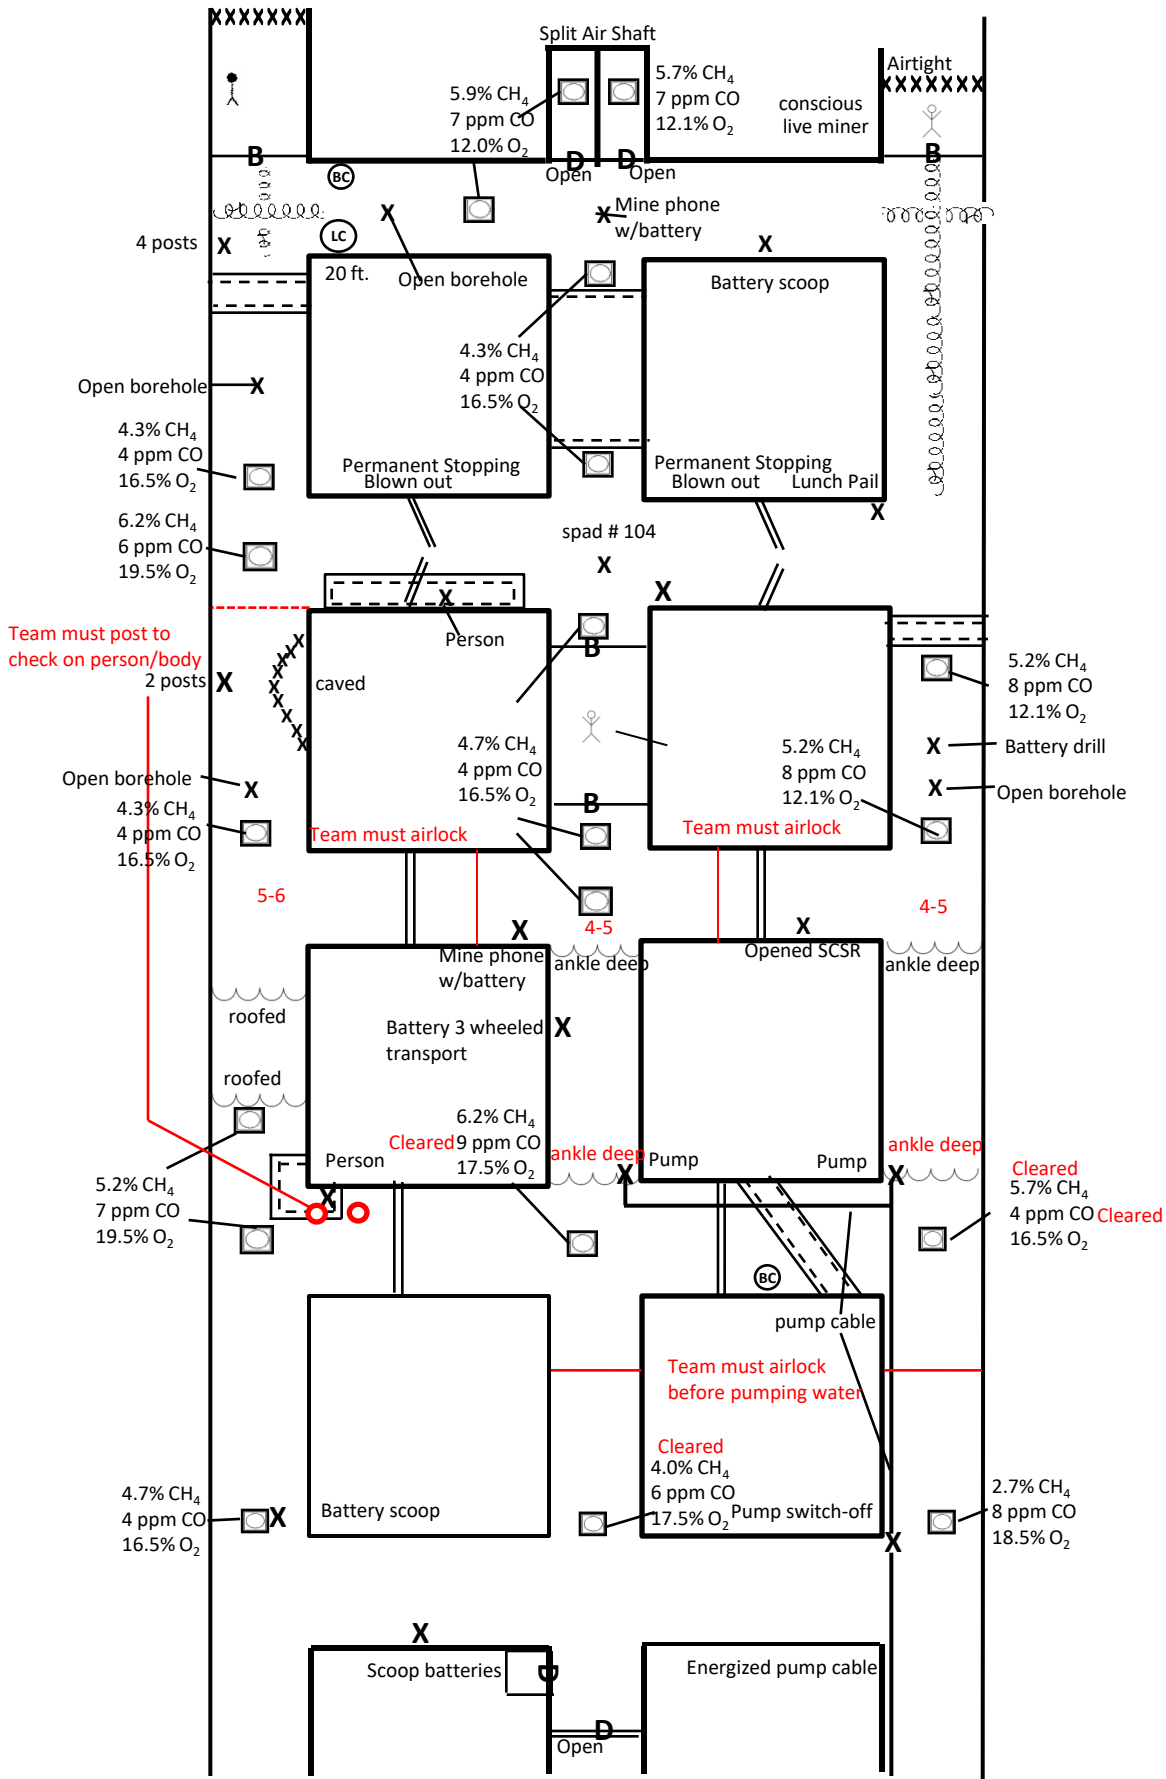 XXXXXXX
Split Air Shaft
Airtight
XXXXXXX
5.9% CH4
7 ppm CO
12.0% O2
5.7% CH4
7 ppm CO
12.1% O2
conscious
live miner
B
D
D
B
Open
Open
BC
X
X
Mine phone
w/battery
4 posts
X
LC
X
20 ft.
Open borehole
Battery scoop
4.3% CH4
4 ppm CO
16.5% O2
Open borehole
X
4.3% CH4
4 ppm CO
16.5% O2
Permanent Stopping
Blown out
Permanent Stopping
Blown out
Lunch Pail
X
6.2% CH4
6 ppm CO
19.5% O2
spad # 104
X
X
X
Team must post to
check on person/body
Person
B
2 posts
X
XXXXXXXXX
caved
5.2% CH4
8 ppm CO
12.1% O2
4.7% CH4
4 ppm CO
16.5% O2
5.2% CH4
8 ppm CO
12.1% O2
X
Battery drill
Open borehole
X
X
Open borehole
4.3% CH4
4 ppm CO
16.5% O2
B
Team must airlock
Team must airlock
5-6
4-5
4-5
X
X
Mine phone
w/battery
ankle deep
Opened SCSR
ankle deep
roofed
Battery 3 wheeled
transport
X
roofed
6.2% CH4
Cleared
9 ppm CO
17.5% O2
ankle deep
ankle deep
Person
X
Pump
Pump
X
X
5.2% CH4
7 ppm CO
19.5% O2
Cleared
5.7% CH4
4 ppm CO
Cleared
16.5% O2
BC
pump cable
Team must airlock
before pumping water
Cleared
4.0% CH4
6 ppm CO
17.5% O2
Pump switch-off
4.7% CH4
4 ppm CO
16.5% O2
X
Battery scoop
2.7% CH4
8 ppm CO
18.5% O2
X
X
Scoop batteries
D
Energized pump cable
D
Open